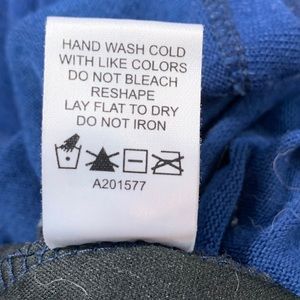 HAND WASH COLD
WITH LIKE COLORS
DO NOT BLEACH
RESHAPE
LAY FLAT TO DRY
DO NOT IRON
A201577